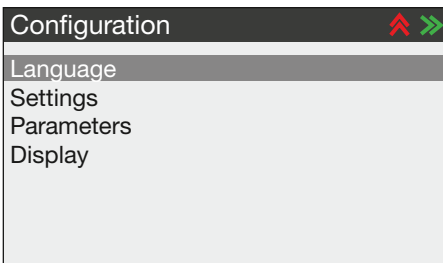 Configuration
Language
Settings
Parameters
Display